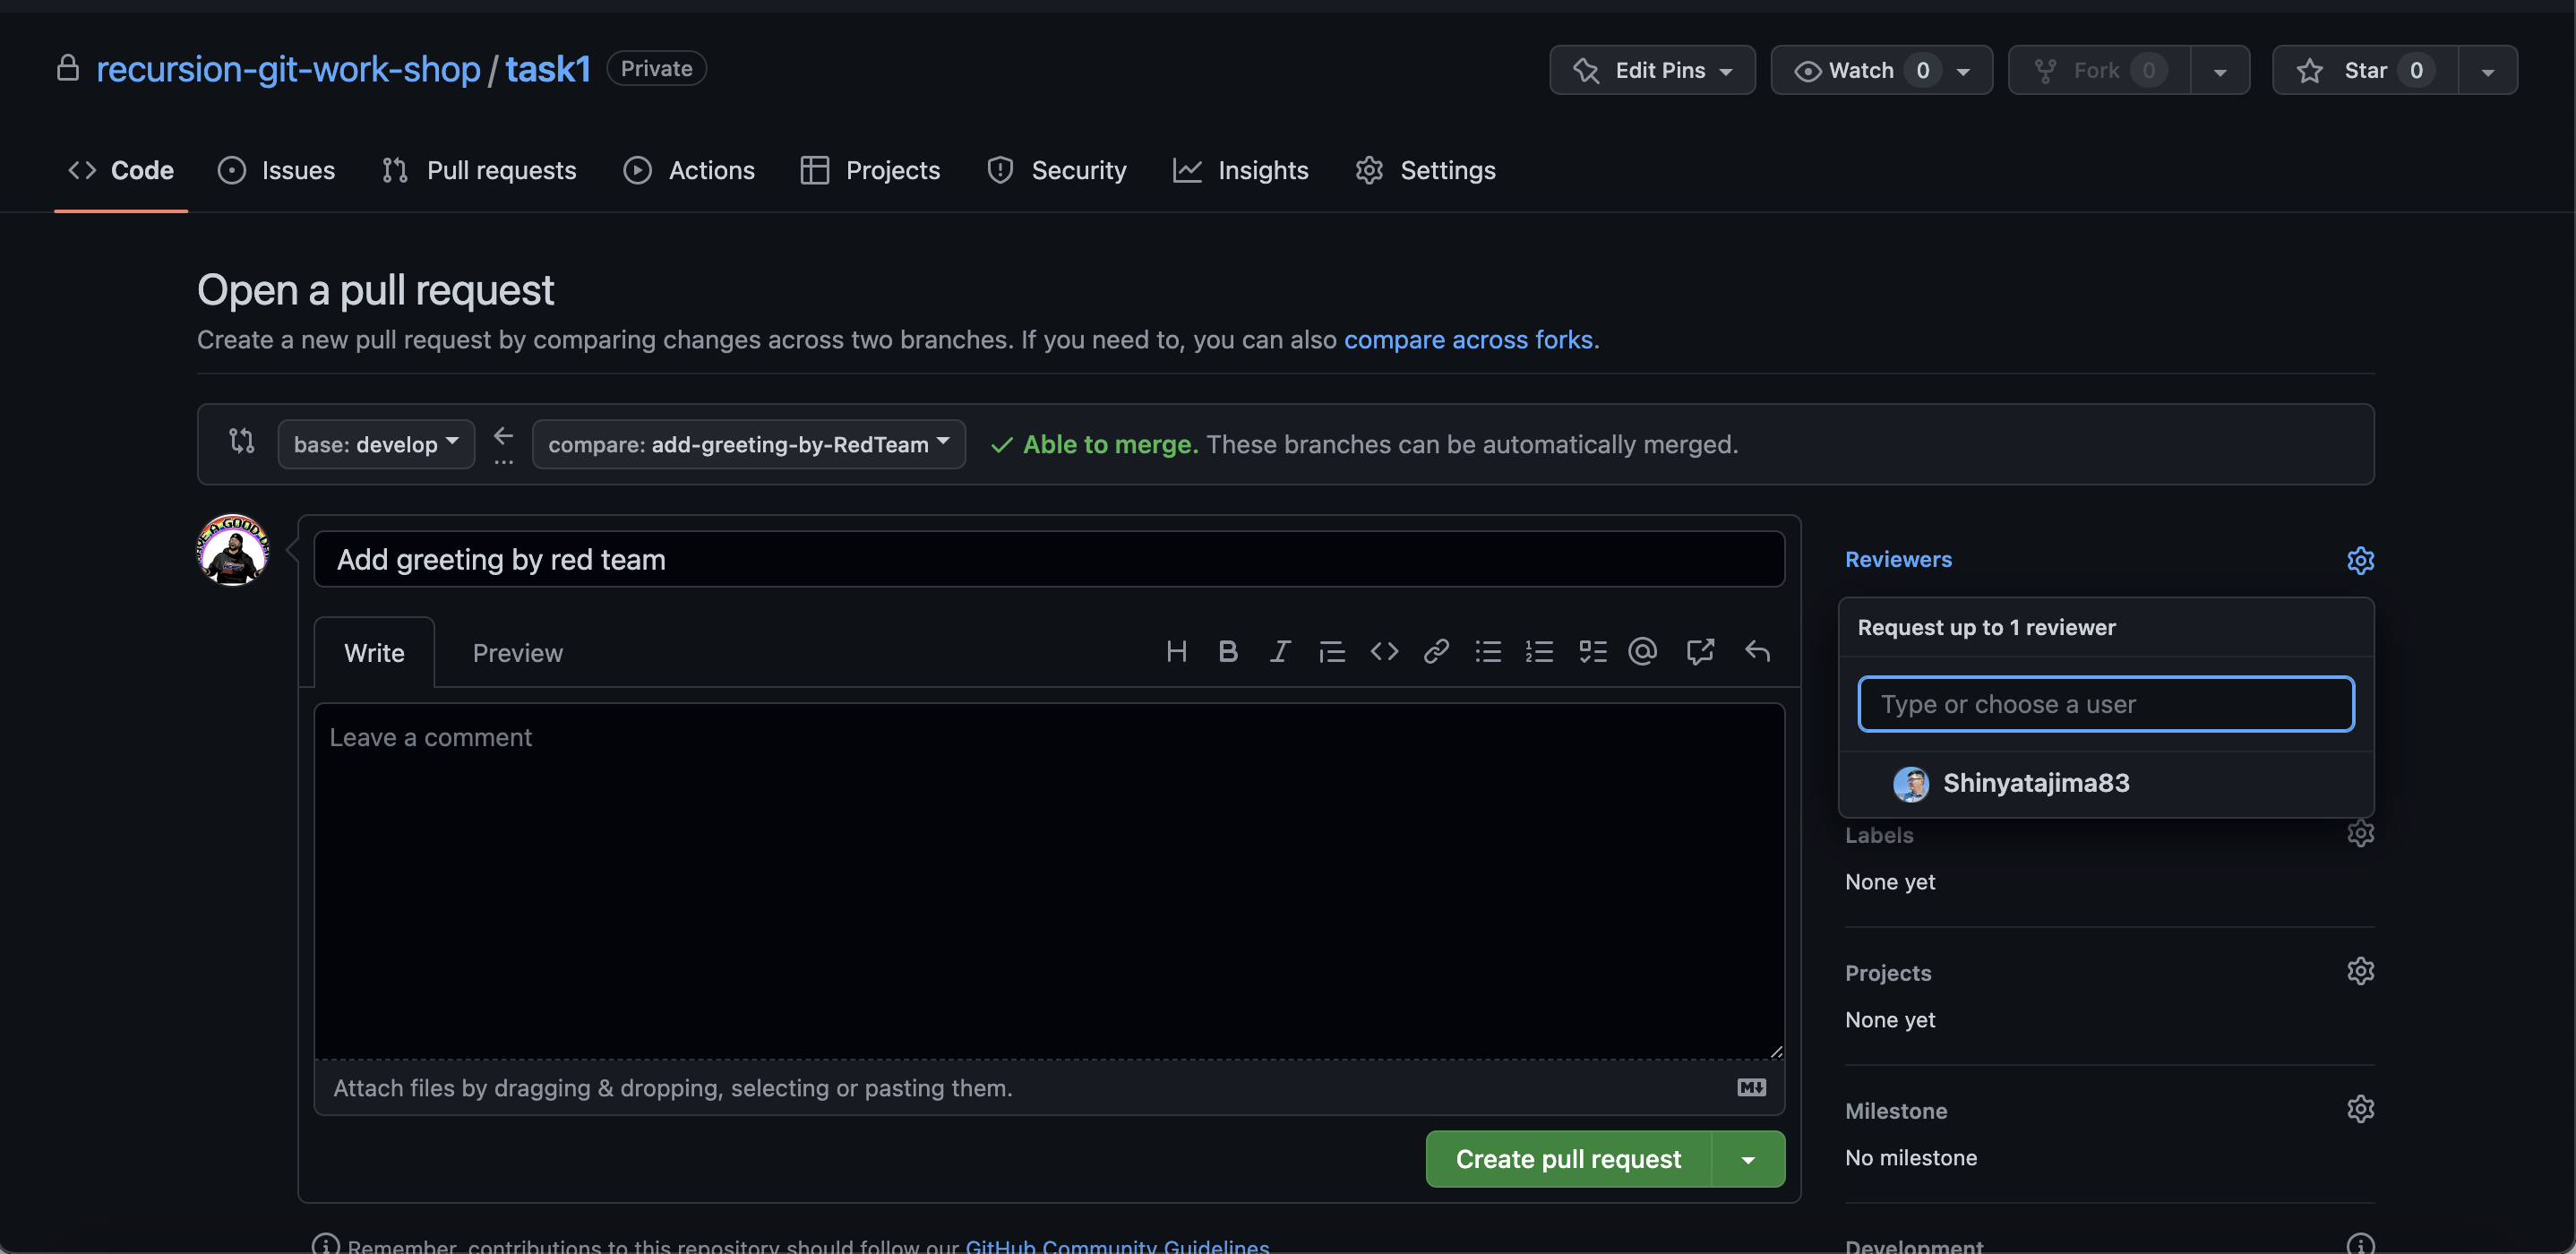 recursion-git-work-shop / task1 Private
Edit Pins Watch 0 Fork 0 Star 0
Code Issues Pull requests Actions Projects Security Insights Settings
Open a pull request
Create a new pull request by comparing changes across two branches. If you need to, you can also compare across forks.
base: develop ... compare: add-greeting-by-RedTeam Able to merge. These branches can be automatically merged.
Add greeting by red team
Write Preview
Leave a comment
Attach files by dragging & dropping, selecting or pasting them.
Create pull request
Remember, contributions to this repository should follow our GitHub Community Guidelines
Reviewers
Request up to 1 reviewer
Type or choose a user
Shinyatajima83
Labels
None yet
Projects
None yet
Milestone
No milestone
Development